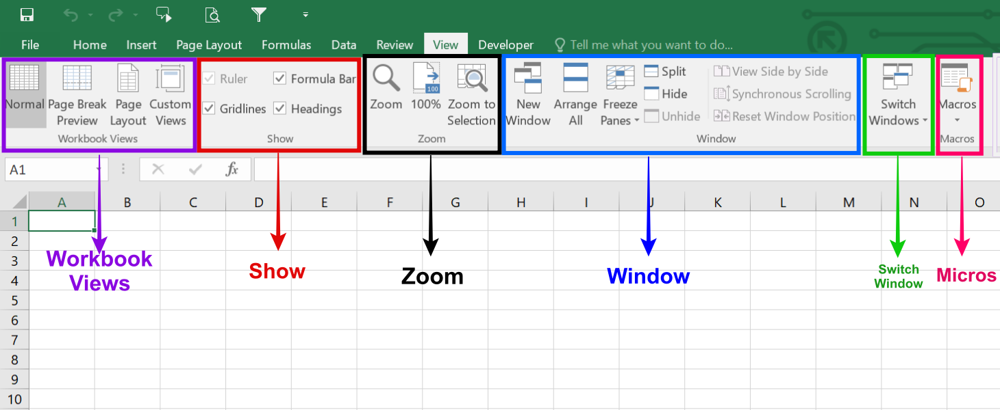 File Home Insert Page Layout Formulas Data Review View Developer Tell me what you want to do...
Normal Page Break Preview Page Layout Custom Views
Workbook Views
Ruler Formula Bar
Gridlines Headings
Show
Zoom 100% Zoom to Selection
100
Zoom
New Window Arrange All Freeze Panes
Split View Side by Side
Hide Synchronous Scrolling
Unhide Reset Window Position
Window
Switch Windows
Macros
Macros
A1 fx
A B C D E F G H I J K L M N O
1
2
3
4
5
6
7
8
9
10
Workbook
Views
Show
Zoom
Window
Switch
Window
Micros